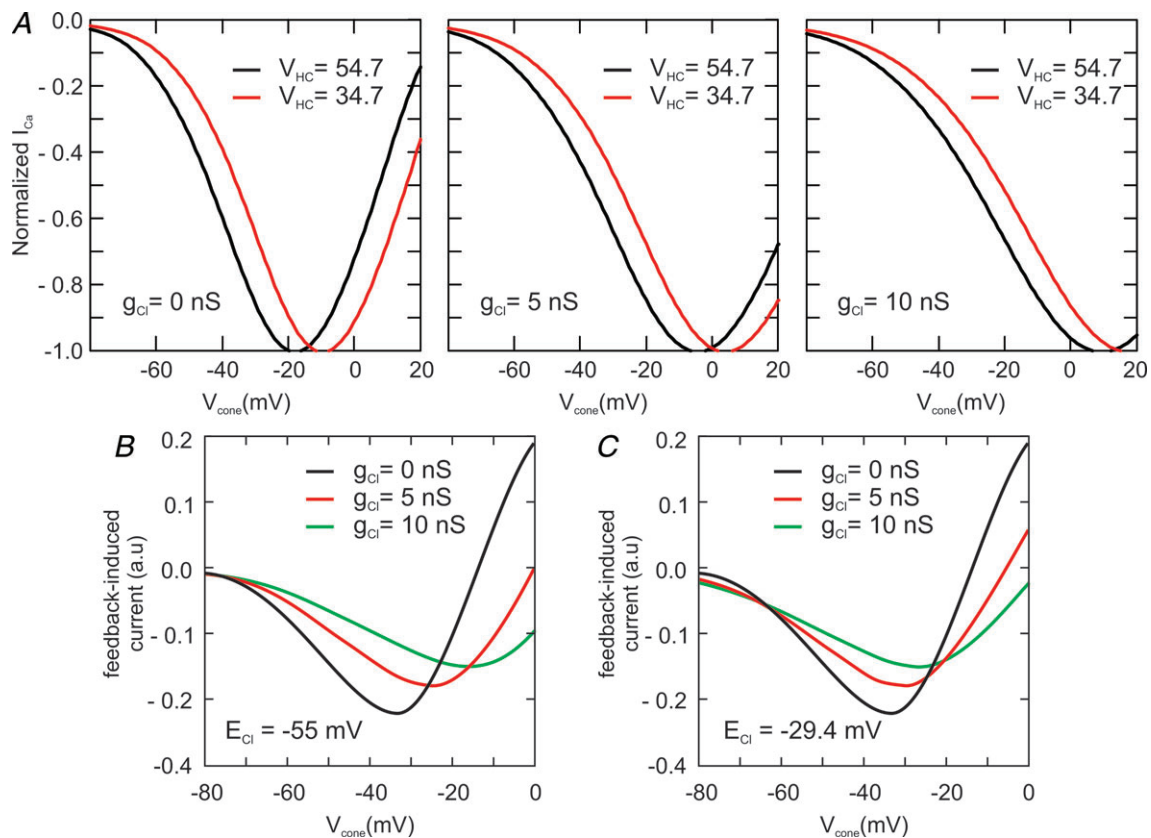 A
Normalized I_Ca
0.0
- 0.2
- 0.4
- 0.6
- 0.8
-1.0
V_HC = 54.7
V_HC = 34.7
g_Cl = 0 nS
-60 -40 -20 0 20
V_cone(mV)
V_HC = 54.7
V_HC = 34.7
g_Cl = 5 nS
-60 -40 -20 0 20
V_cone(mV)
V_HC = 54.7
V_HC = 34.7
g_Cl = 10 nS
-60 -40 -20 0 20
V_cone(mV)
B
feedback-induced
current (a.u)
0.2
0.1
0.0
- 0.1
- 0.2
-0.4
g_Cl = 0 nS
g_Cl = 5 nS
g_Cl = 10 nS
E_Cl = -55 mV
-80 -60 -40 -20 0
V_cone(mV)
C
feedback-induced
current (a.u)
0.2
0.1
0.0
- 0.1
- 0.2
-0.4
g_Cl = 0 nS
g_Cl = 5 nS
g_Cl = 10 nS
E_Cl = -29.4 mV
-80 -60 -40 -20 0
V_cone(mV)